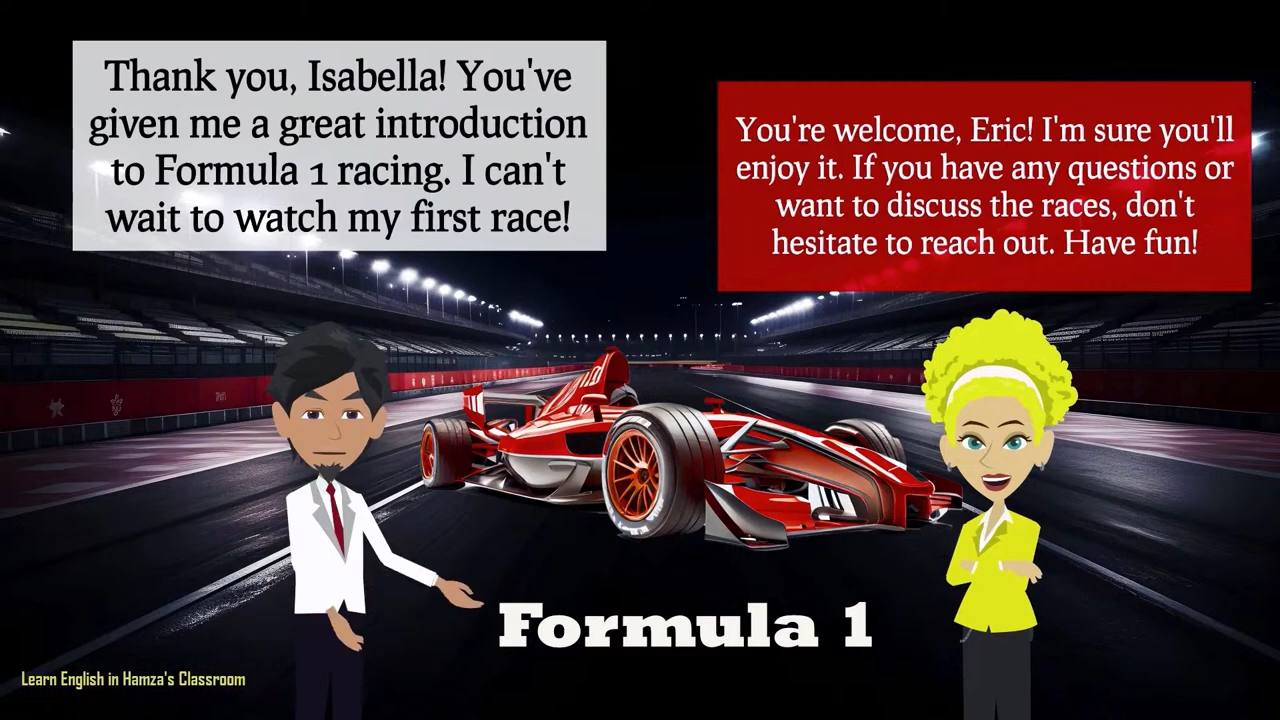 Thank you, Isabella! You've
given me a great introduction
to Formula 1 racing. I can't
wait to watch my first race!
You're welcome, Eric! I'm sure you'll
enjoy it. If you have any questions or
want to discuss the races, don't
hesitate to reach out. Have fun!
Formula 1
Learn English in Hamza's Classroom